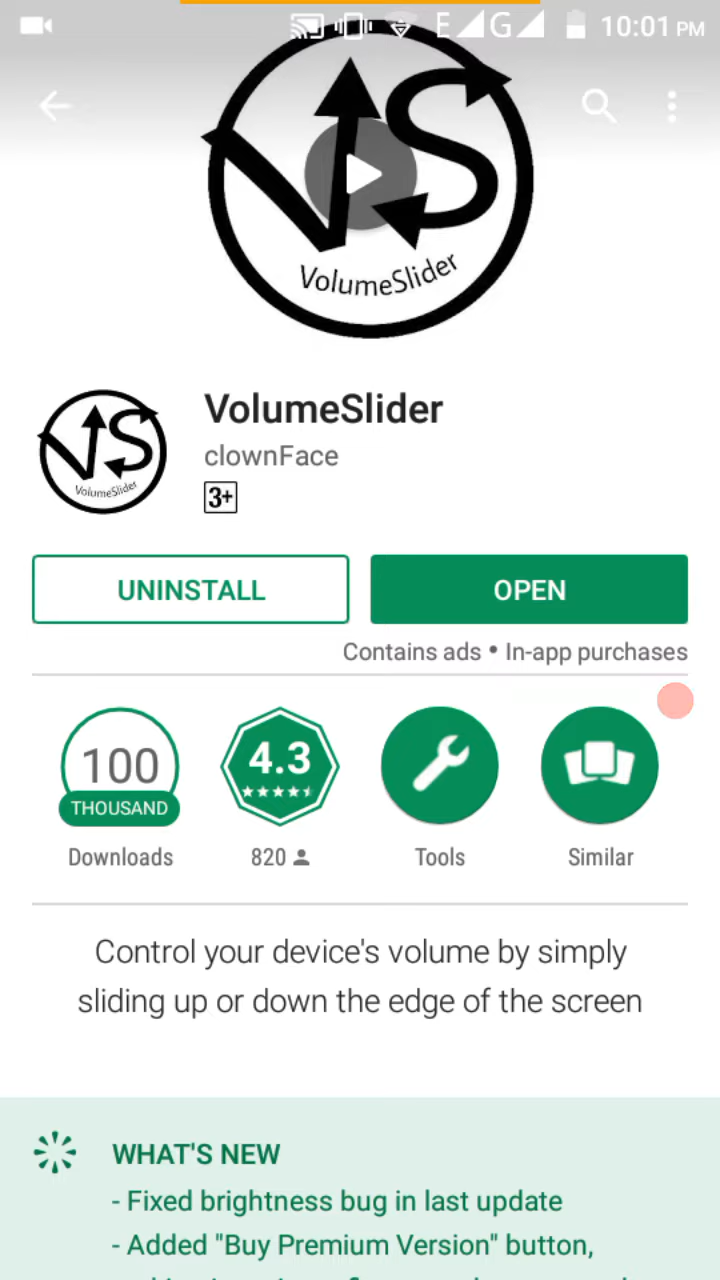 E G 10:01 PM
VS
VolumeSlider
VS
VolumeSlider
VolumeSlider
clownFace
3+
UNINSTALL
OPEN
Contains ads • In-app purchases
100
THOUSAND
Downloads
4.3
820
Tools
Similar
Control your device's volume by simply
sliding up or down the edge of the screen
WHAT'S NEW
- Fixed brightness bug in last update
- Added "Buy Premium Version" button,